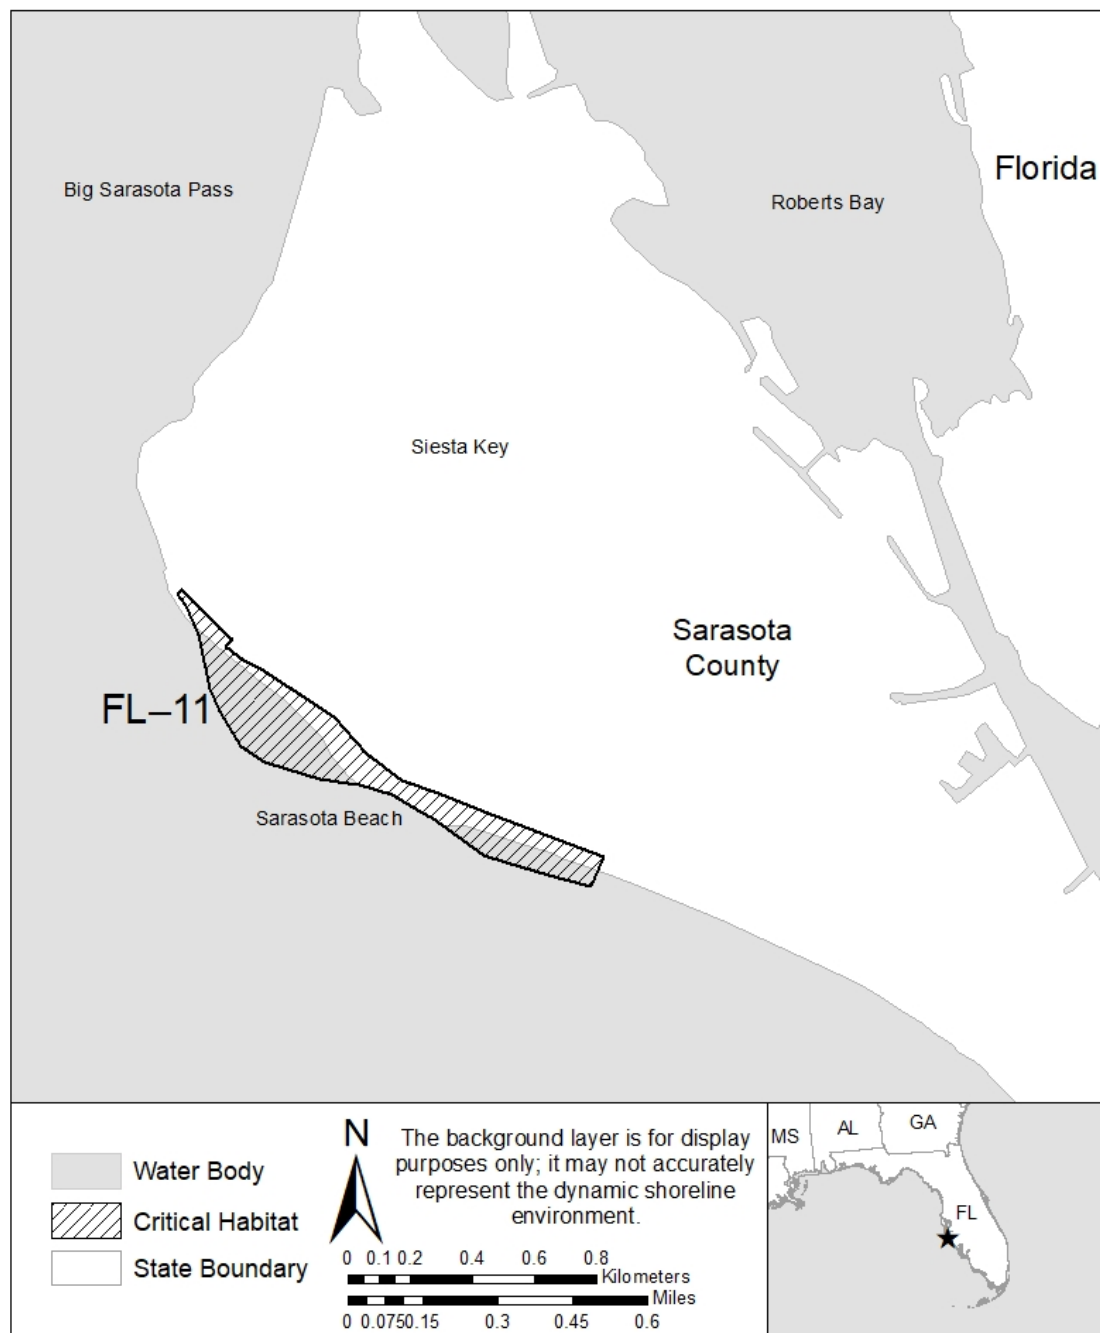 Big Sarasota Pass
Florida
Roberts Bay
Siesta Key
Sarasota
County
FL–11
Sarasota Beach
Water Body
Critical Habitat
State Boundary
N
The background layer is for display
purposes only; it may not accurately
represent the dynamic shoreline
environment.
0 0.1 0.2 0.4 0.6 0.8
Kilometers
Miles
0 0.075 0.15 0.3 0.45 0.6
MS
AL
GA
FL